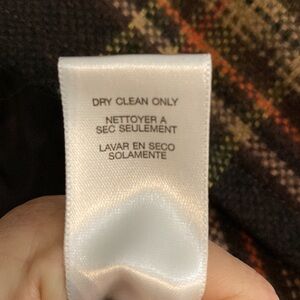 DRY CLEAN ONLY
NETTOYER A
SEC SEULEMENT
LAVAR EN SECO
SOLAMENTE